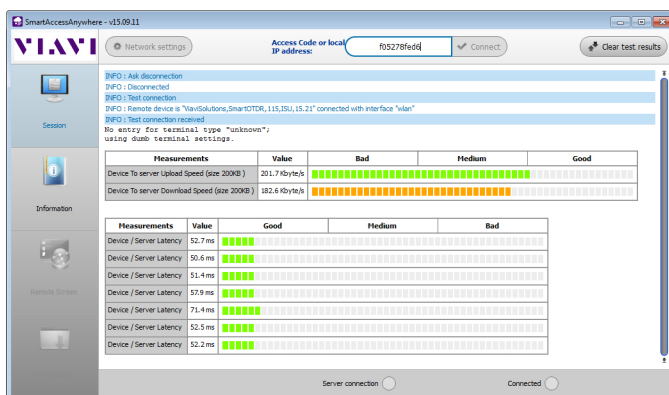 SmartAccessAnywhere - v15.09.11
VIAVI
Network settings
Access Code or local IP address:
f05278fed6
Connect
Clear test results
Session
Information
Remote Screen
INFO : Ask disconnection
INFO : Disconnected
INFO : Test connection
INFO : Remote device is "ViaviSolutions,SmartOTDR,115,ISU,15.21" connected with interface "wlan"
INFO : Test connection received
No entry for terminal type "unknown";
using dumb terminal settings.
Measurements Value Bad Medium Good
Device To server Upload Speed (size 200KB ) 201.7 Kbyte/s
Device To server Download Speed (size 200KB ) 182.6 Kbyte/s
Measurements Value Good Medium Bad
Device / Server Latency 52.7 ms
Device / Server Latency 50.6 ms
Device / Server Latency 51.4 ms
Device / Server Latency 57.9 ms
Device / Server Latency 71.4 ms
Device / Server Latency 52.5 ms
Device / Server Latency 52.2 ms
Server connection
Connected